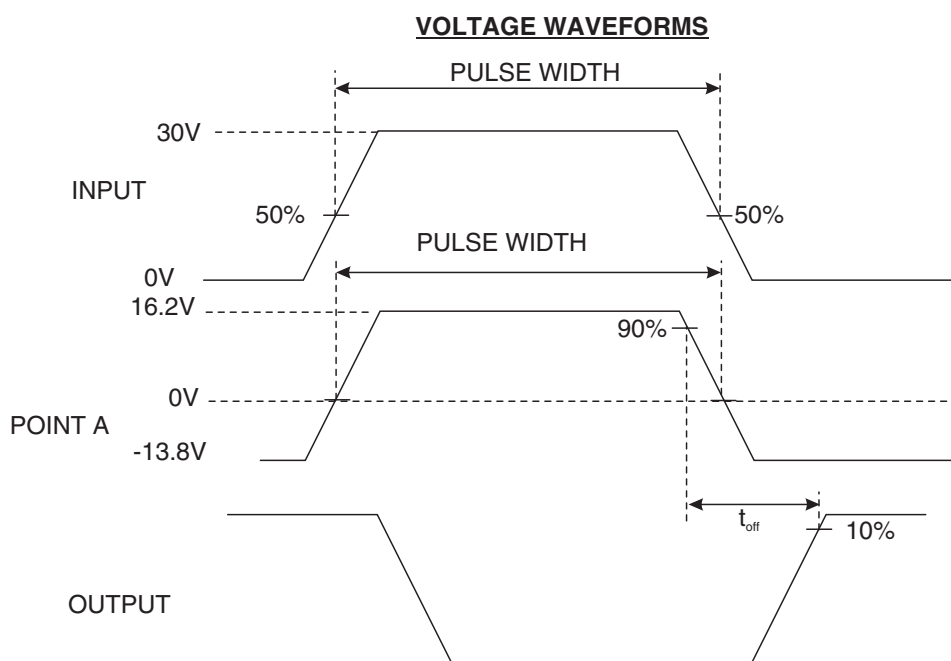 VOLTAGE WAVEFORMS
PULSE WIDTH
30V
INPUT
50%
50%
PULSE WIDTH
0V
16.2V
90%
0V
POINT A
-13.8V
toff
10%
OUTPUT